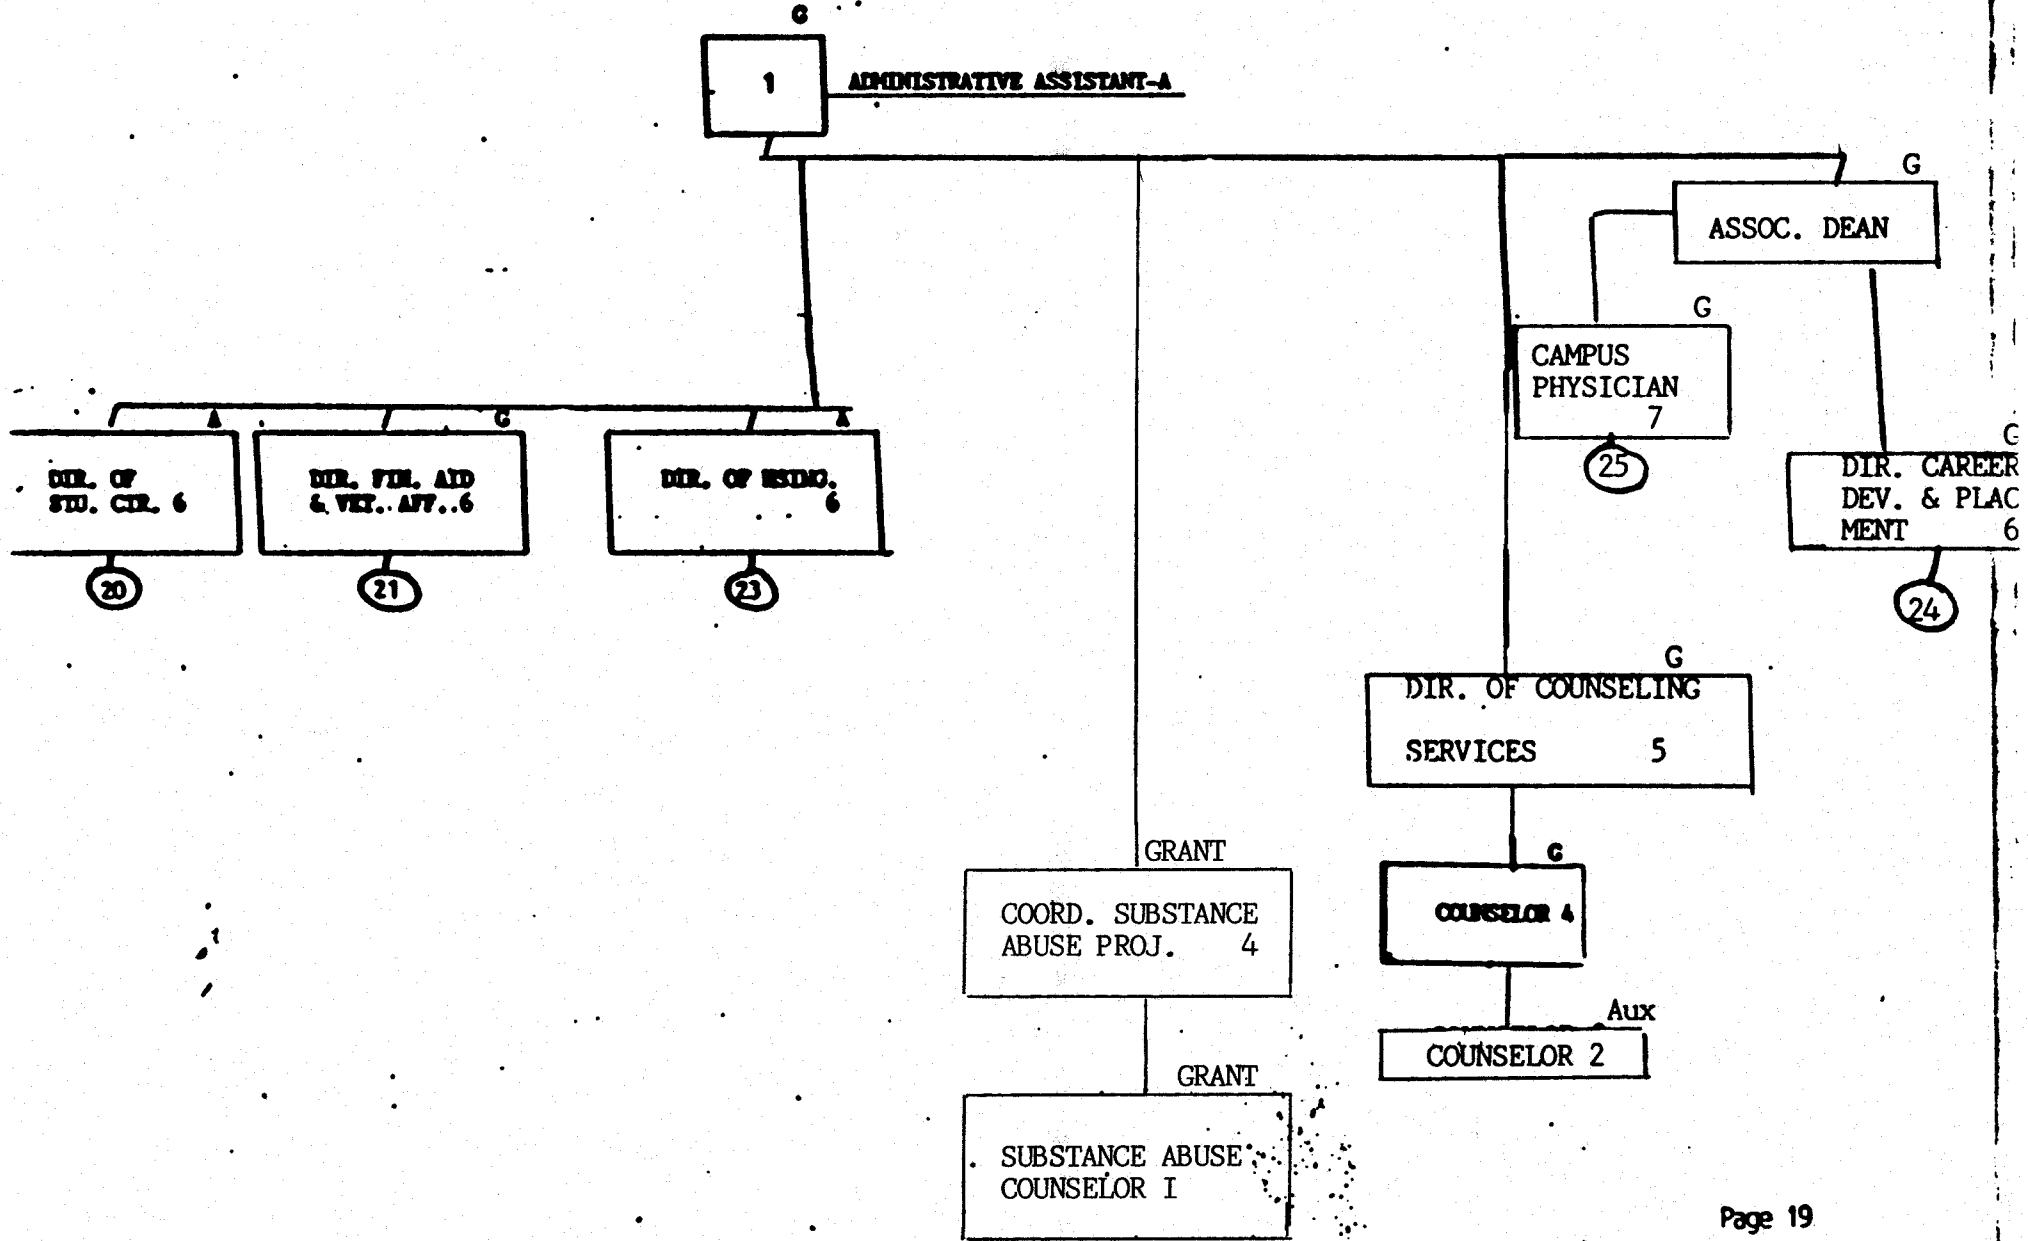 G
1
ADMINISTRATIVE ASSISTANT-A
G
ASSOC. DEAN
G
CAMPUS
PHYSICIAN
7
25
G
DIR. CAREER
DEV. & PLAC
MENT 6
24
A
DIR. OF
STU. CTR. 6
20
G
DIR. FIN. AID
& VET. AFF..6
21
A
DIR. OF HSING.
6
23
G
DIR. OF COUNSELING
SERVICES 5
G
COUNSELOR 4
Aux
COUNSELOR 2
GRANT
COORD. SUBSTANCE
ABUSE PROJ. 4
GRANT
SUBSTANCE ABUSE
COUNSELOR I
Page 19